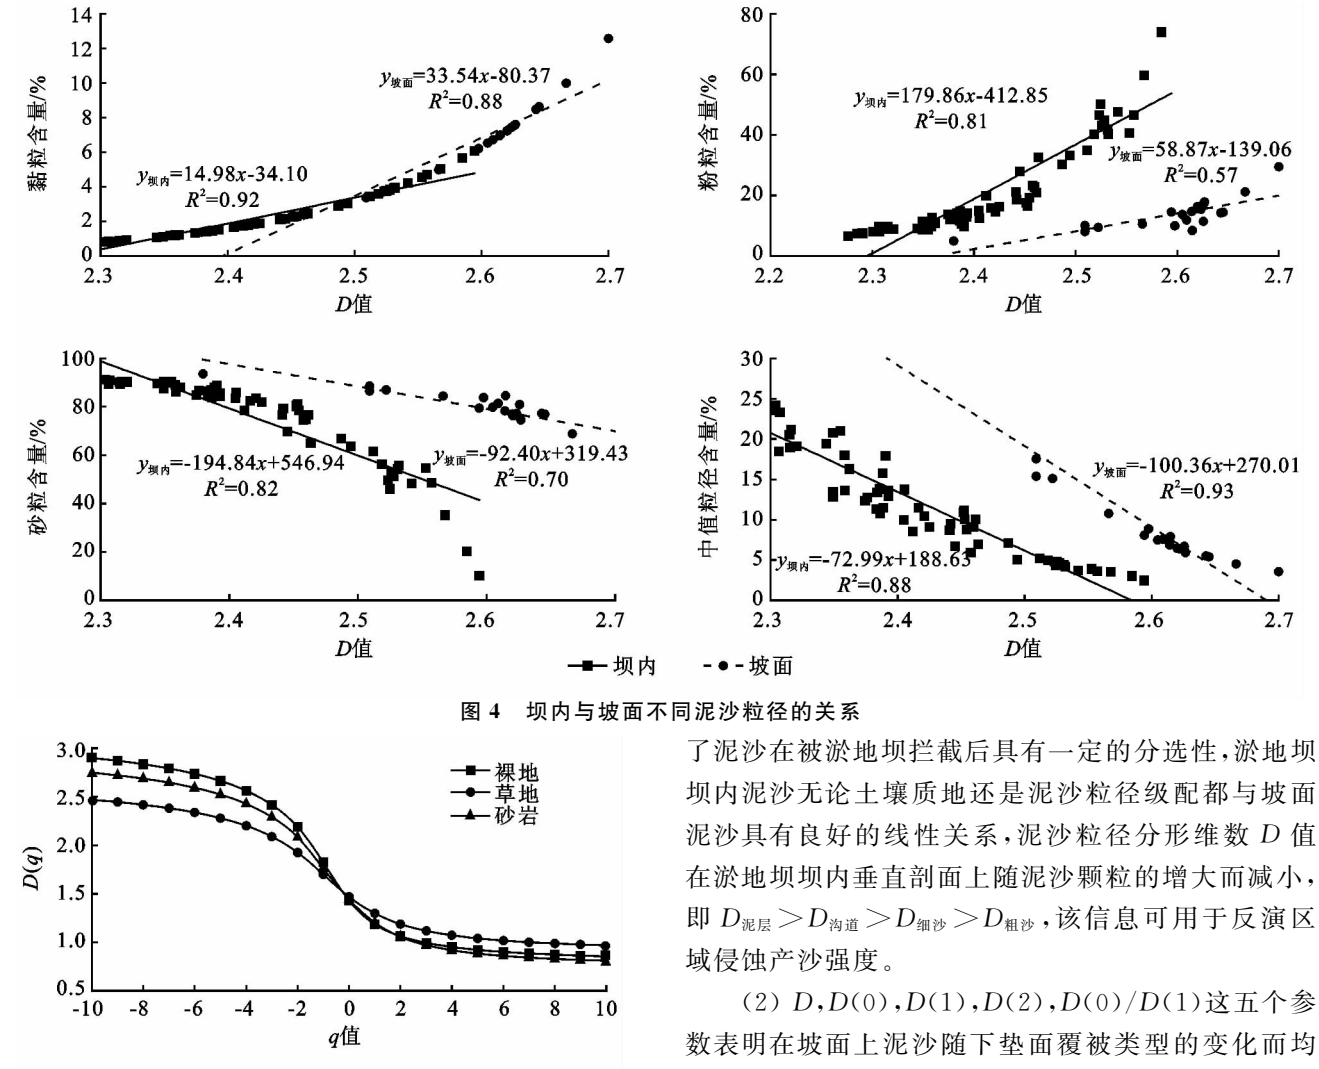 黏粒含量/%
14
12
10
8
6
4
2
0
y坡面=33.54x-80.37
R²=0.88
y坝内=14.98x-34.10
R²=0.92
2.3 2.4 2.5 2.6 2.7
D值
粉粒含量/%
80
60
40
20
0
y坝内=179.86x-412.85
R²=0.81
y坡面=58.87x-139.06
R²=0.57
2.2 2.3 2.4 2.5 2.6 2.7
D值
砂粒含量/%
100
80
60
40
20
0
y坝内=-194.84x+546.94
R²=0.82
y坡面=-92.40x+319.43
R²=0.70
2.3 2.4 2.5 2.6 2.7
D值
中值粒径含量/%
30
25
20
15
10
5
0
y坡面=-100.36x+270.01
R²=0.93
y坝内=-72.99x+188.63
R²=0.88
2.3 2.4 2.5 2.6 2.7
D值
坝内 坡面
图 4 坝内与坡面不同泥沙粒径的关系
D(q)
3.0
2.5
2.0
1.5
1.0
0.5
裸地
草地
砂岩
-10 -8 -6 -4 -2 0 2 4 6 8 10
q值
了泥沙在被淤地坝拦截后具有一定的分选性,淤地坝
坝内泥沙无论土壤质地还是泥沙粒径级配都与坡面
泥沙具有良好的线性关系,泥沙粒径分形维数 D 值
在淤地坝坝内垂直剖面上随泥沙颗粒的增大而减小,
即 D泥层>D沟道>D细沙>D粗沙,该信息可用于反演区
域侵蚀产沙强度。
(2) D,D(0),D(1),D(2),D(0)/D(1)这五个参
数表明在坡面上泥沙随下垫面覆被类型的变化而均